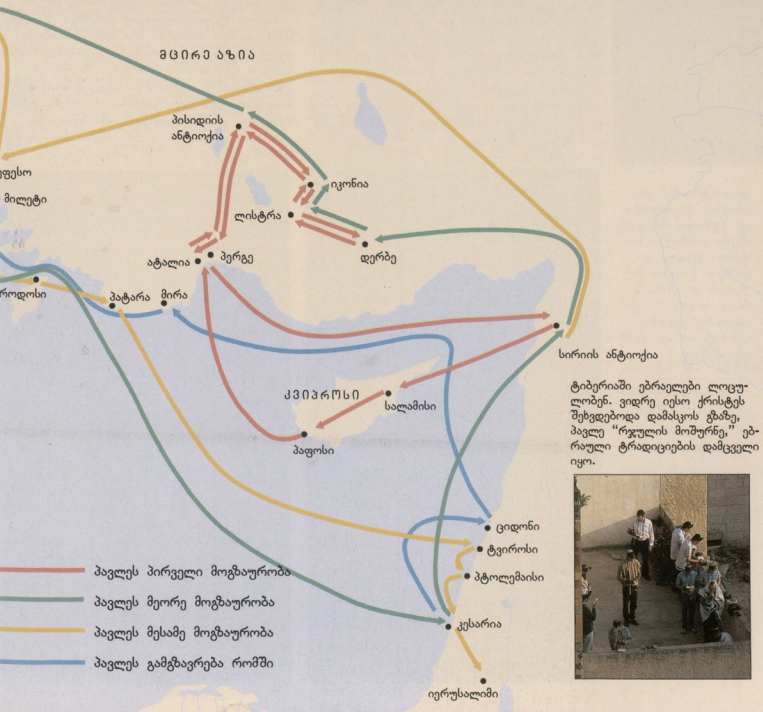 მცირე აზია
პისიდიის
ანტიოქია
ეფესო
მილეტი
იკონია
ლისტრა
ატალია
პერგე
დერბე
როდოსი
პატარა
მირა
სირიის ანტიოქია
კვიპროსი
სალამისი
პაფოსი
ტიბერიაში ებრაელები ლოცუ-
ლობენ. ვიდრე იესო ქრისტეს
შეხვდებოდა დამასკოს გზაზე,
პავლე “რჯულის მოშურნე,” ებ-
რაული ტრადიციების დამცველი
იყო.
ციდონი
ტვიროსი
პტოლემაისი
კესარია
იერუსალიმი
პავლეს პირველი მოგზაურობა
პავლეს მეორე მოგზაურობა
პავლეს მესამე მოგზაურობა
პავლეს გამგზავრება რომში